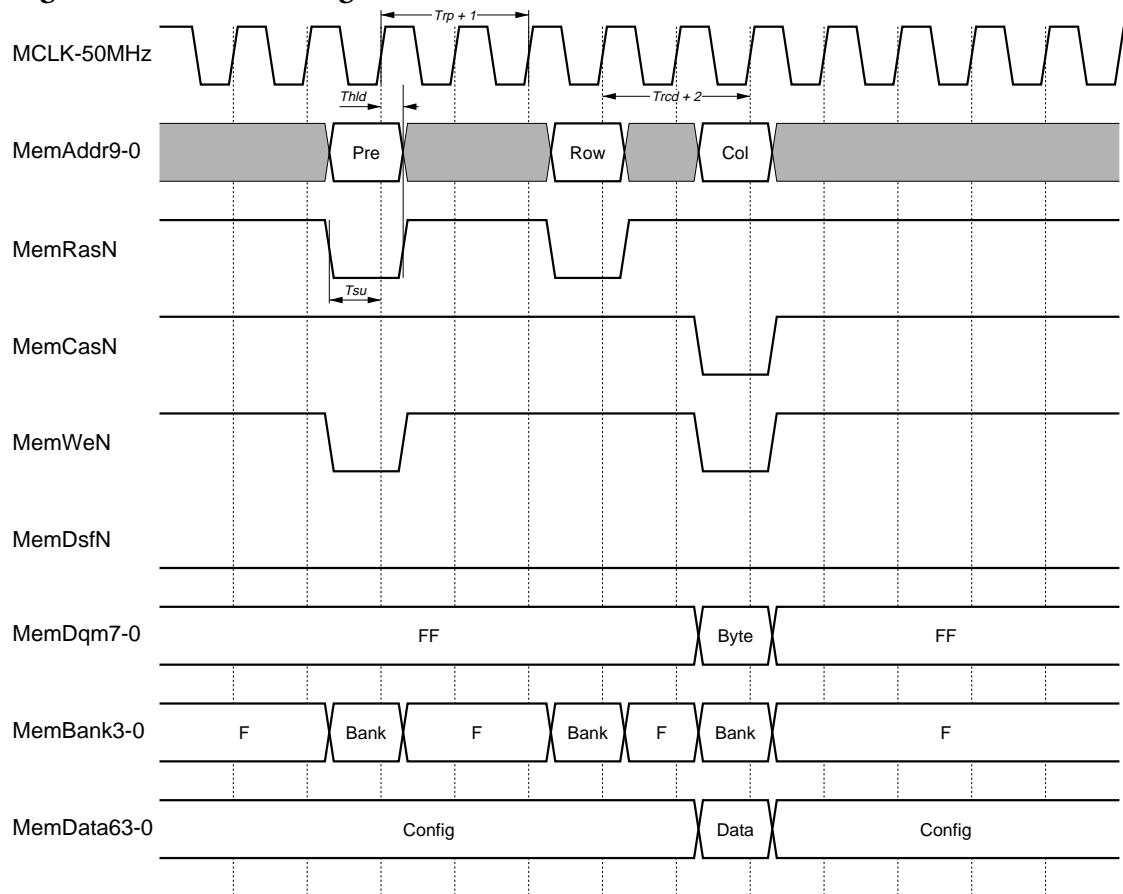 Trp + 1
MCLK-50MHz
Thld
Trcd + 2
MemAddr9-0
Pre
Row
Col
MemRasN
Tsu
MemCasN
MemWeN
MemDsfN
MemDqm7-0
FF
Byte
FF
MemBank3-0
F
Bank
F
Bank
F
Bank
F
MemData63-0
Config
Data
Config